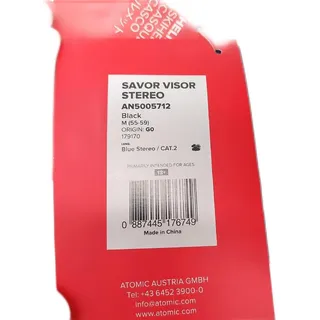 SAVOR VISOR
STEREO
AN5005712
Black
M (55-59)
ORIGIN: GO
179170
Blue Stereo / CAT.2
0 887445 176749
Made in China
ATOMIC AUSTRIA GMBH
Tel: +43 6452 3900-0
info@atomic.com
www.atomic.com